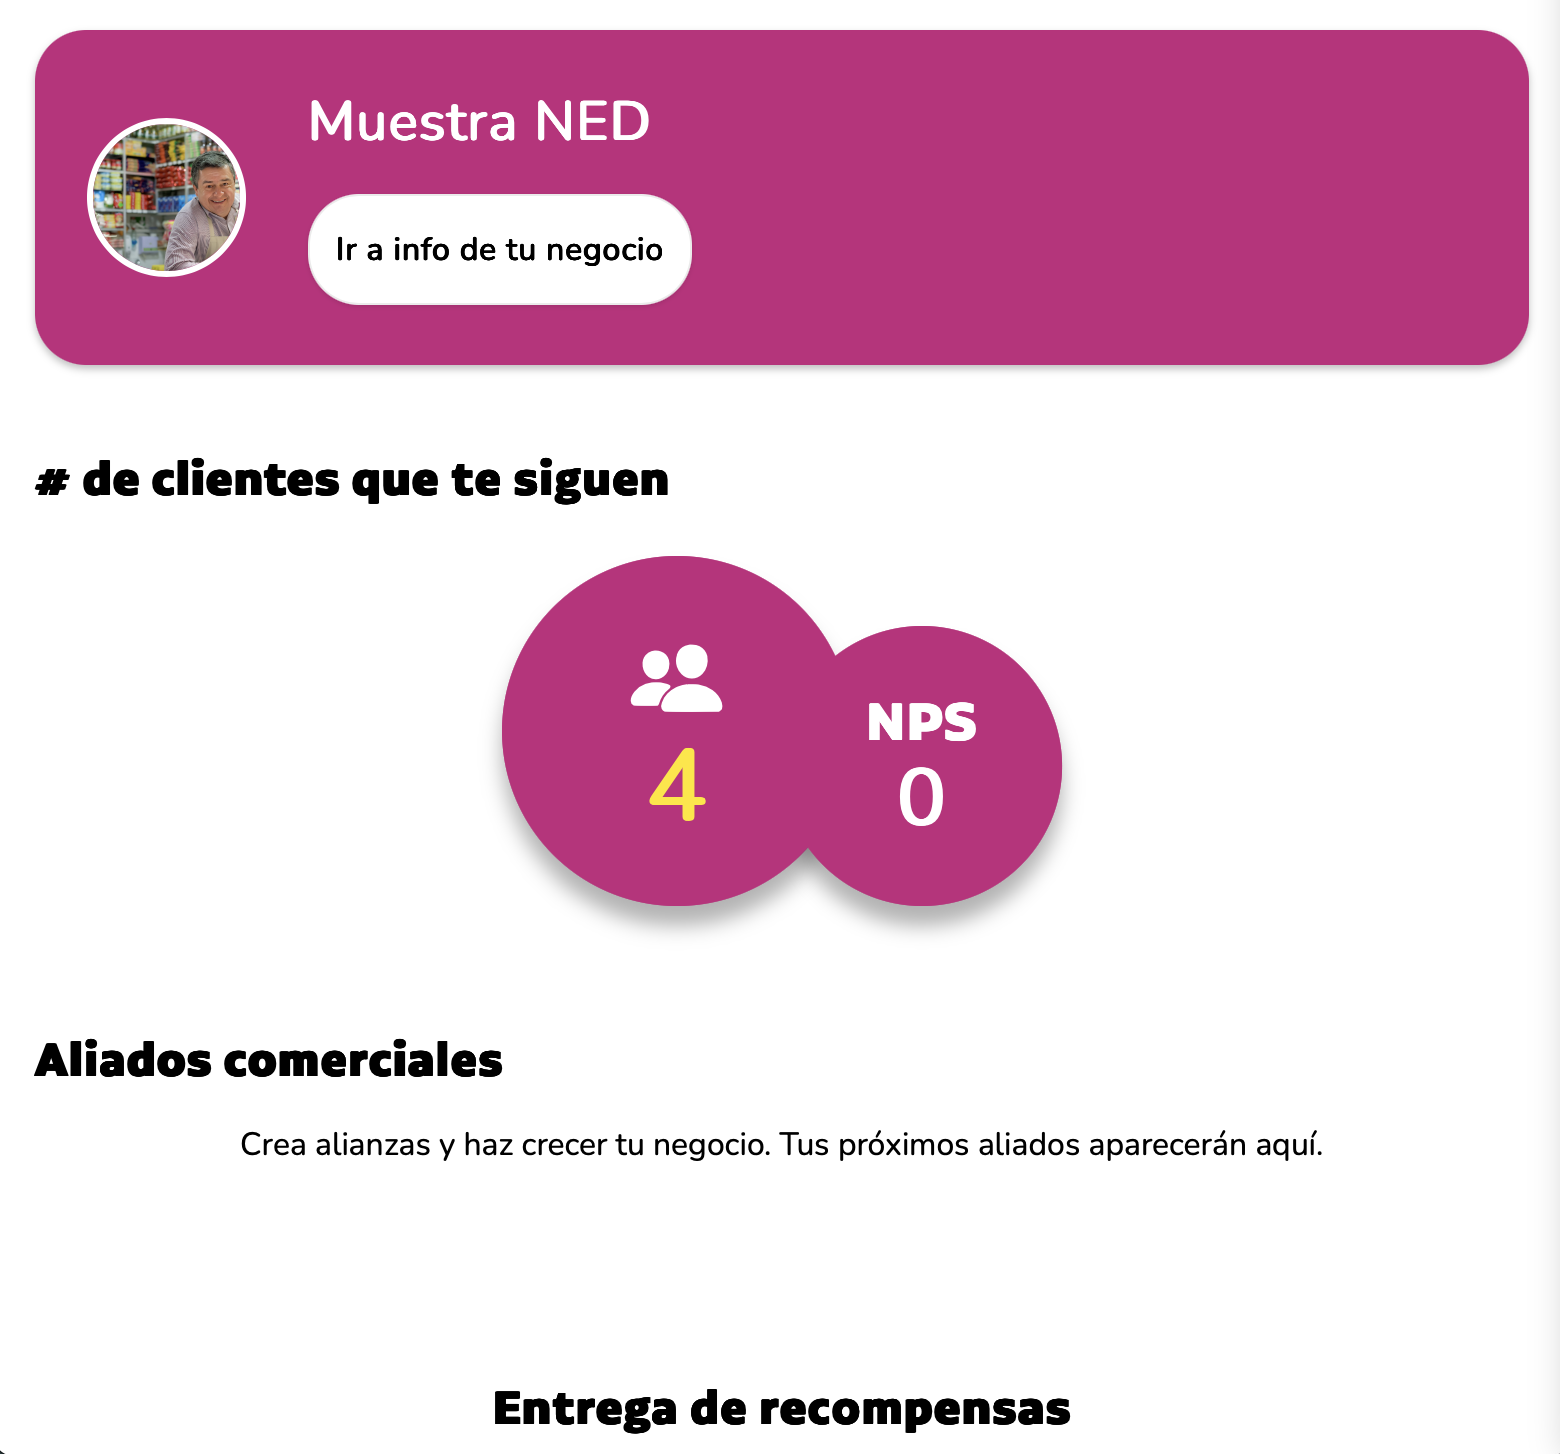 Muestra NED
Ir a info de tu negocio
# de clientes que te siguen
4
NPS
0
Aliados comerciales
Crea alianzas y haz crecer tu negocio. Tus próximos aliados aparecerán aquí.
Entrega de recompensas